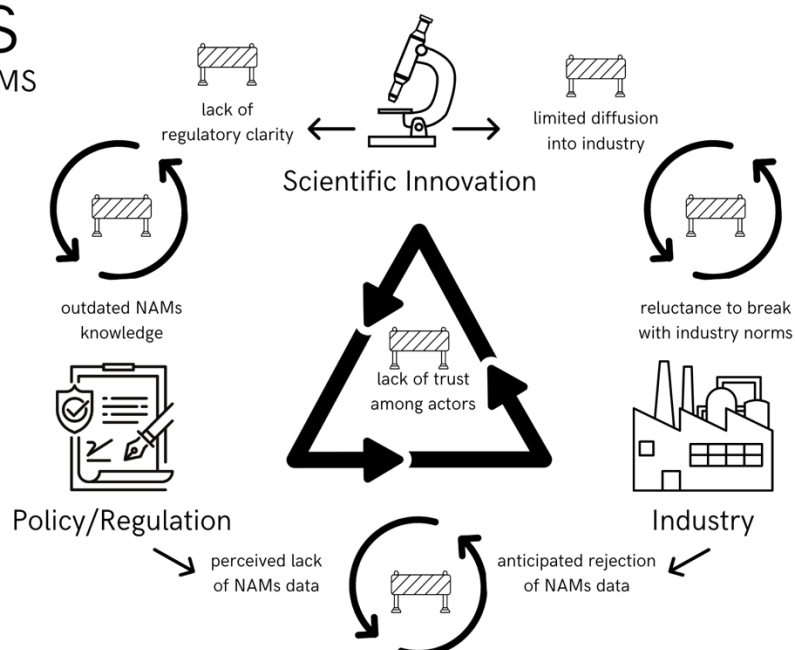 S
MS
lack of
regulatory clarity
limited diffusion
into industry
Scientific Innovation
outdated NAMs
knowledge
reluctance to break
with industry norms
lack of trust
among actors
Policy/Regulation
Industry
perceived lack
of NAMs data
anticipated rejection
of NAMs data